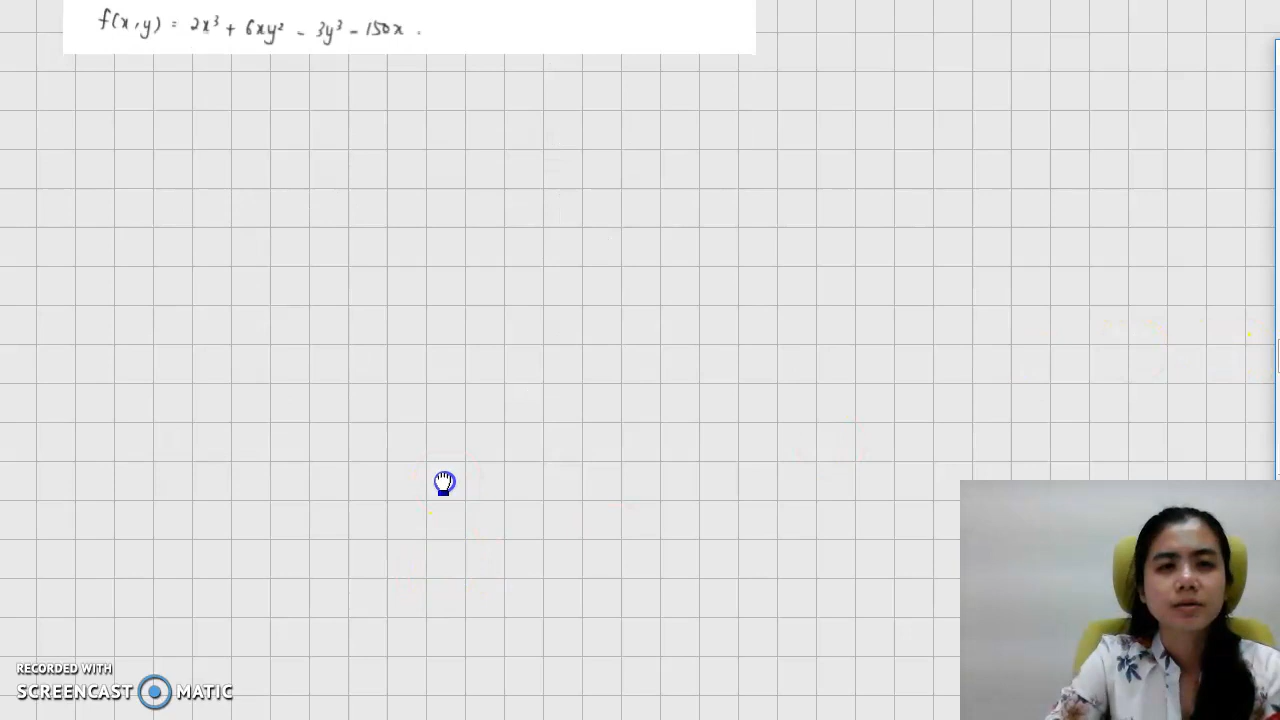 f(x,y) = 2x³ + 6xy² - 3y³ - 150x .
RECORDED WITH
SCREENCAST MATIC